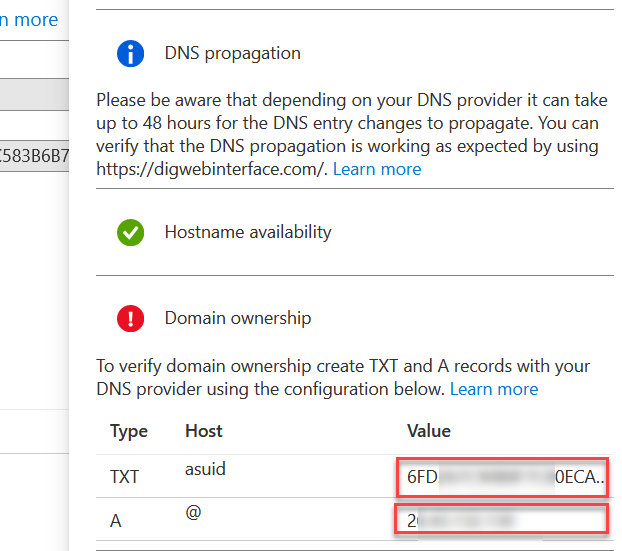 n more
DNS propagation
Please be aware that depending on your DNS provider it can take
up to 48 hours for the DNS entry changes to propagate. You can
verify that the DNS propagation is working as expected by using
https://digwebinterface.com/. Learn more
583B6B7
Hostname availability
Domain ownership
To verify domain ownership create TXT and A records with your
DNS provider using the configuration below. Learn more
Type Host Value
TXT asuid 6FD 0ECA..
A @ 2